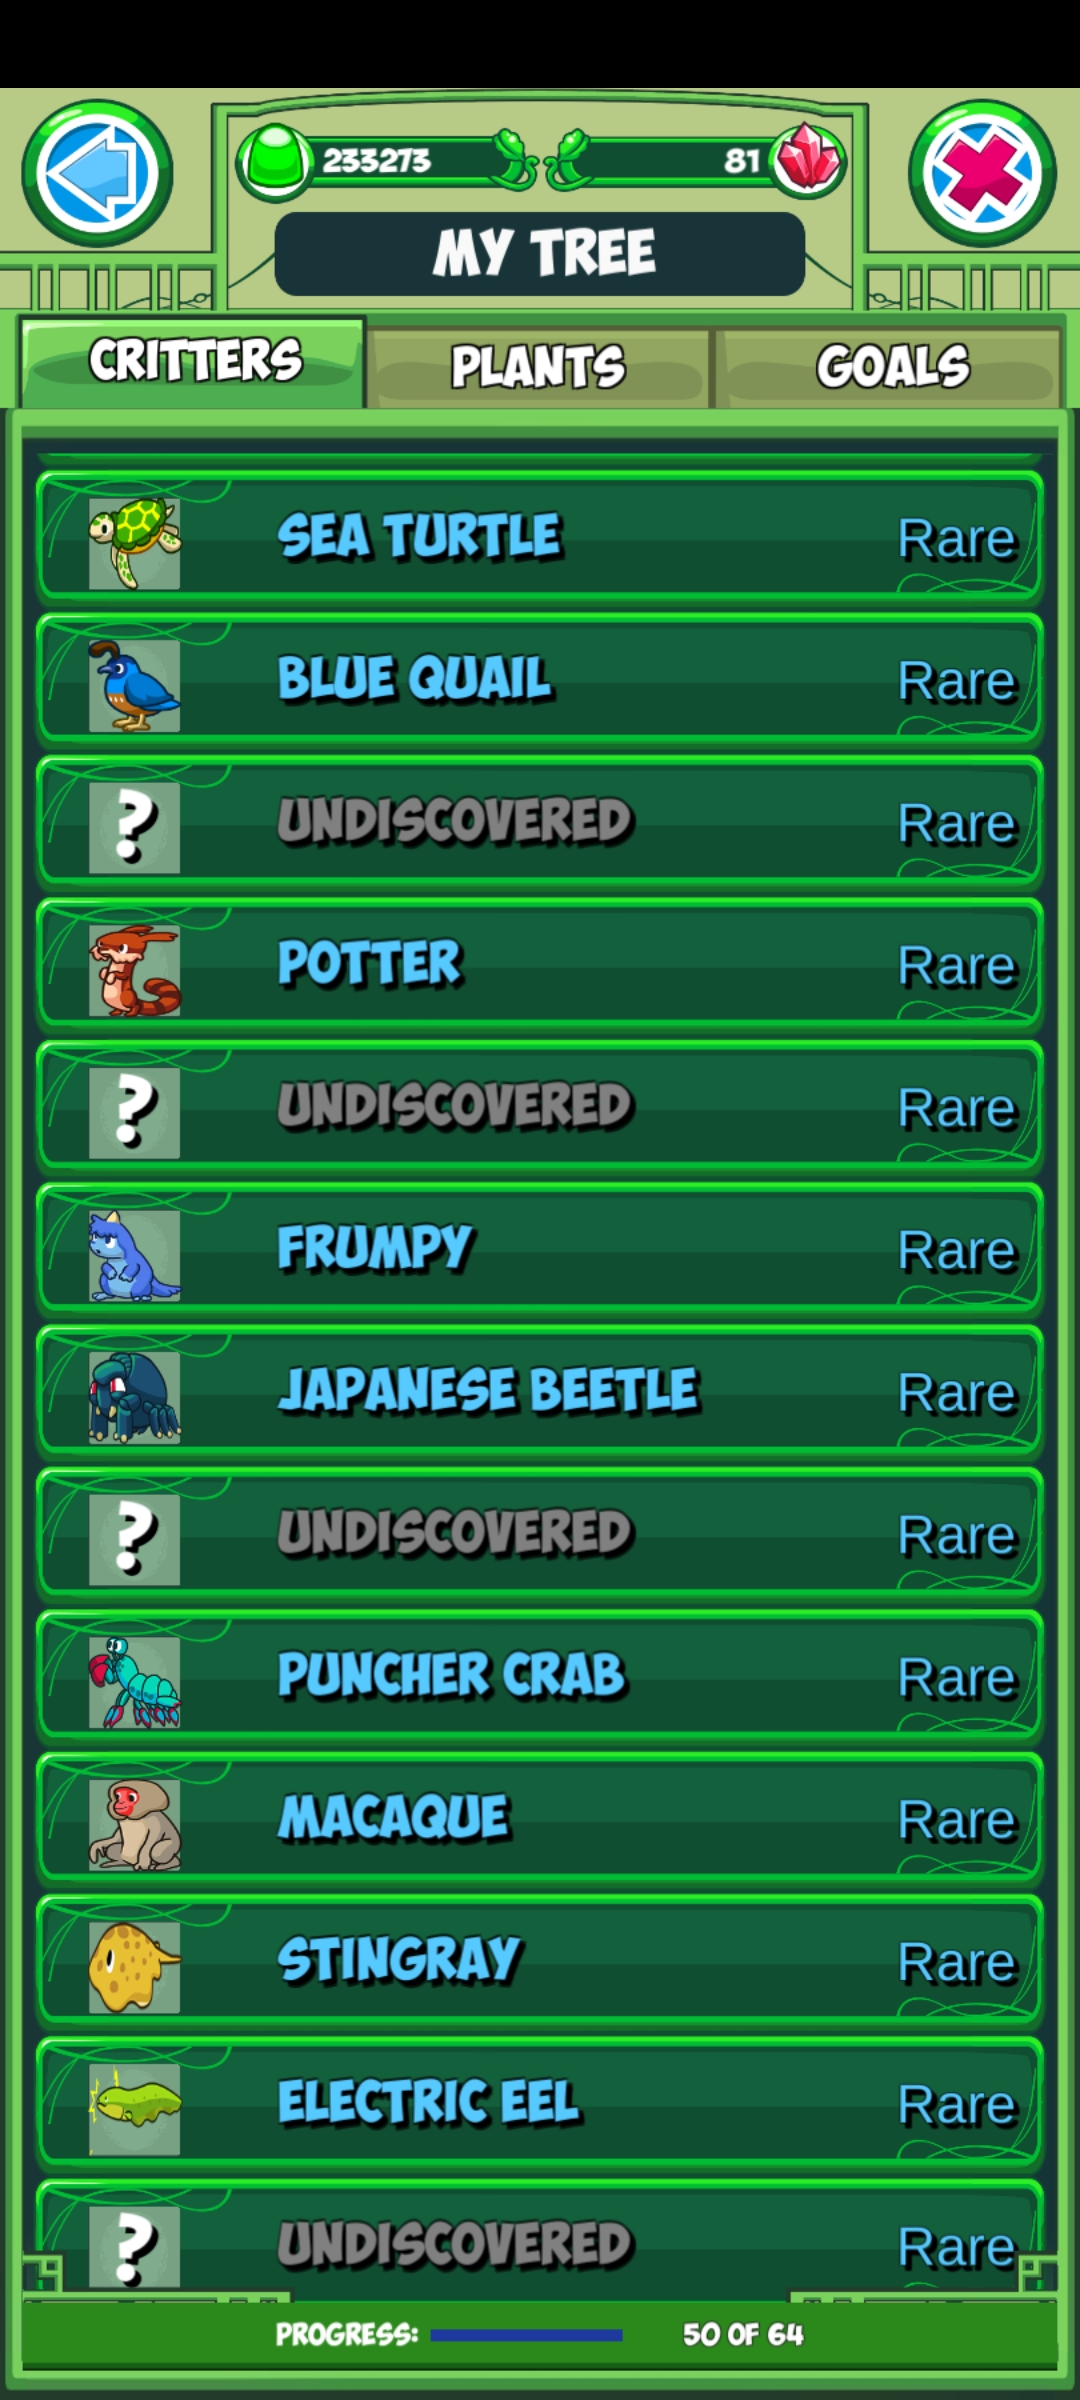 233273
81
MY TREE
CRITTERS
PLANTS
GOALS
SEA TURTLE
Rare
BLUE QUAIL
Rare
?
UNDISCOVERED
Rare
POTTER
Rare
?
UNDISCOVERED
Rare
FRUMPY
Rare
JAPANESE BEETLE
Rare
?
UNDISCOVERED
Rare
PUNCHER CRAB
Rare
MACAQUE
Rare
STINGRAY
Rare
ELECTRIC EEL
Rare
?
UNDISCOVERED
Rare
PROGRESS:
50 OF 64